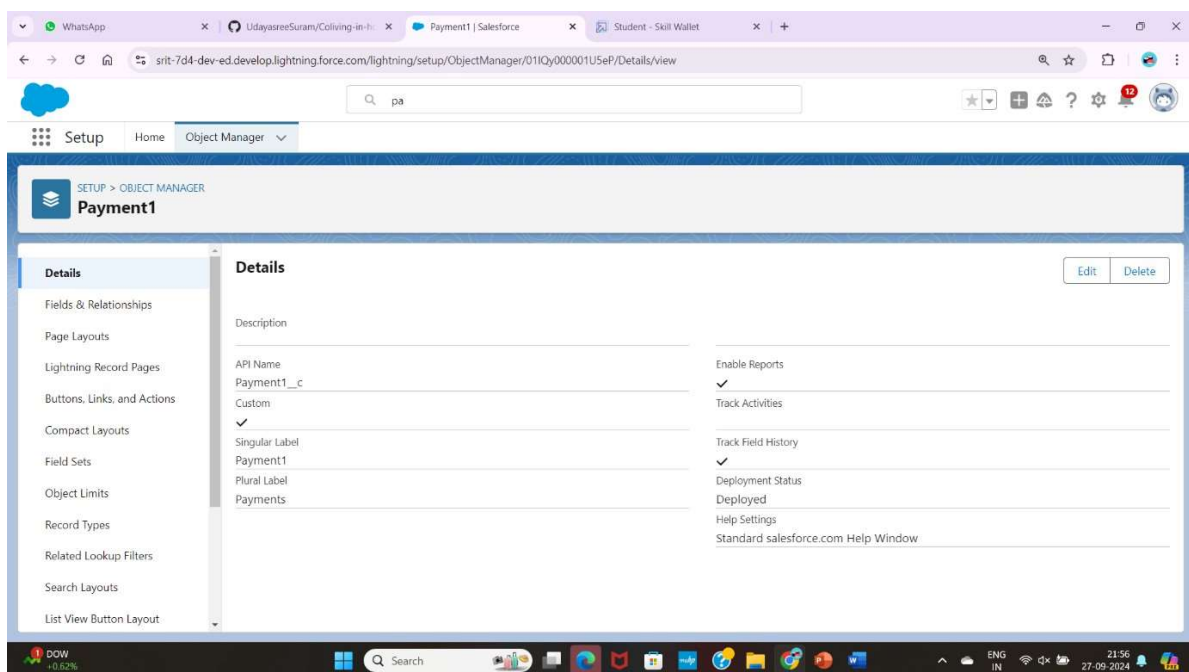 WhatsApp
UdayasreeSuram/Coliving-in-h
Payment1 | Salesforce
Student - Skill Wallet
srit-7d4-dev-ed.develop.lightning.force.com/lightning/setup/ObjectManager/01IQy000001U5eP/Details/view
pa
12
Setup
Home
Object Manager
SETUP > OBJECT MANAGER
Payment1
Details
Fields & Relationships
Page Layouts
Lightning Record Pages
Buttons, Links, and Actions
Compact Layouts
Field Sets
Object Limits
Record Types
Related Lookup Filters
Search Layouts
List View Button Layout
Details
Edit
Delete
Description
API Name
Payment1__c
Custom
Singular Label
Payment1
Plural Label
Payments
Enable Reports
Track Activities
Track Field History
Deployment Status
Deployed
Help Settings
Standard salesforce.com Help Window
1
DOW
+0.62%
Search
ENG
IN
21:56
27-09-2024